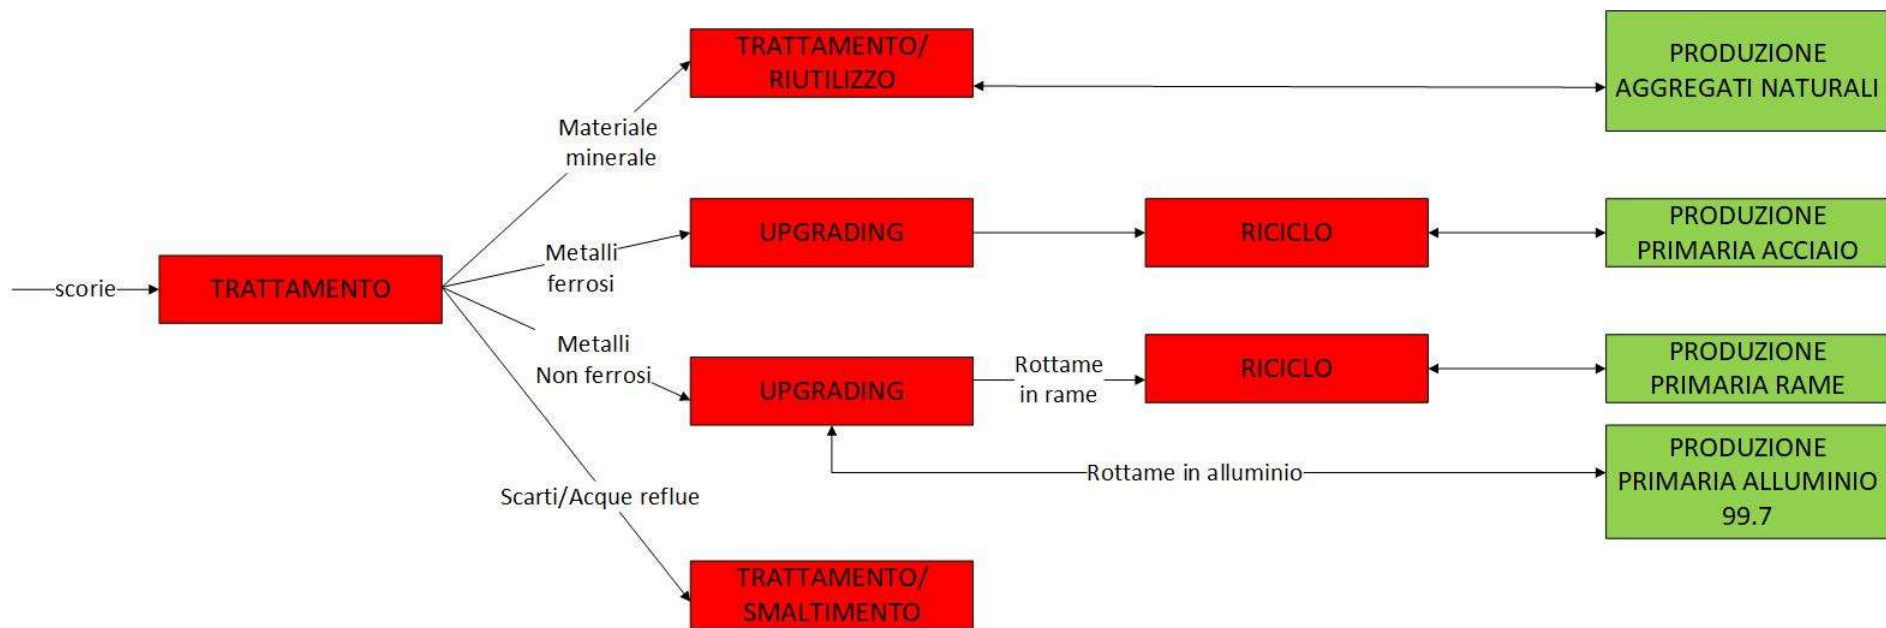 TRATTAMENTO/
RIUTILIZZO
PRODUZIONE
AGGREGATI NATURALI
Materiale
minerale
UPGRADING
RICICLO
PRODUZIONE
PRIMARIA ACCIAIO
Metalli
ferrosi
scorie
TRATTAMENTO
Metalli
Non ferrosi
UPGRADING
Rottame
in rame
RICICLO
PRODUZIONE
PRIMARIA RAME
Rottame in alluminio
PRODUZIONE
PRIMARIA ALLUMINIO
99.7
Scarti/Acque reflue
TRATTAMENTO/
SMALTIMENTO